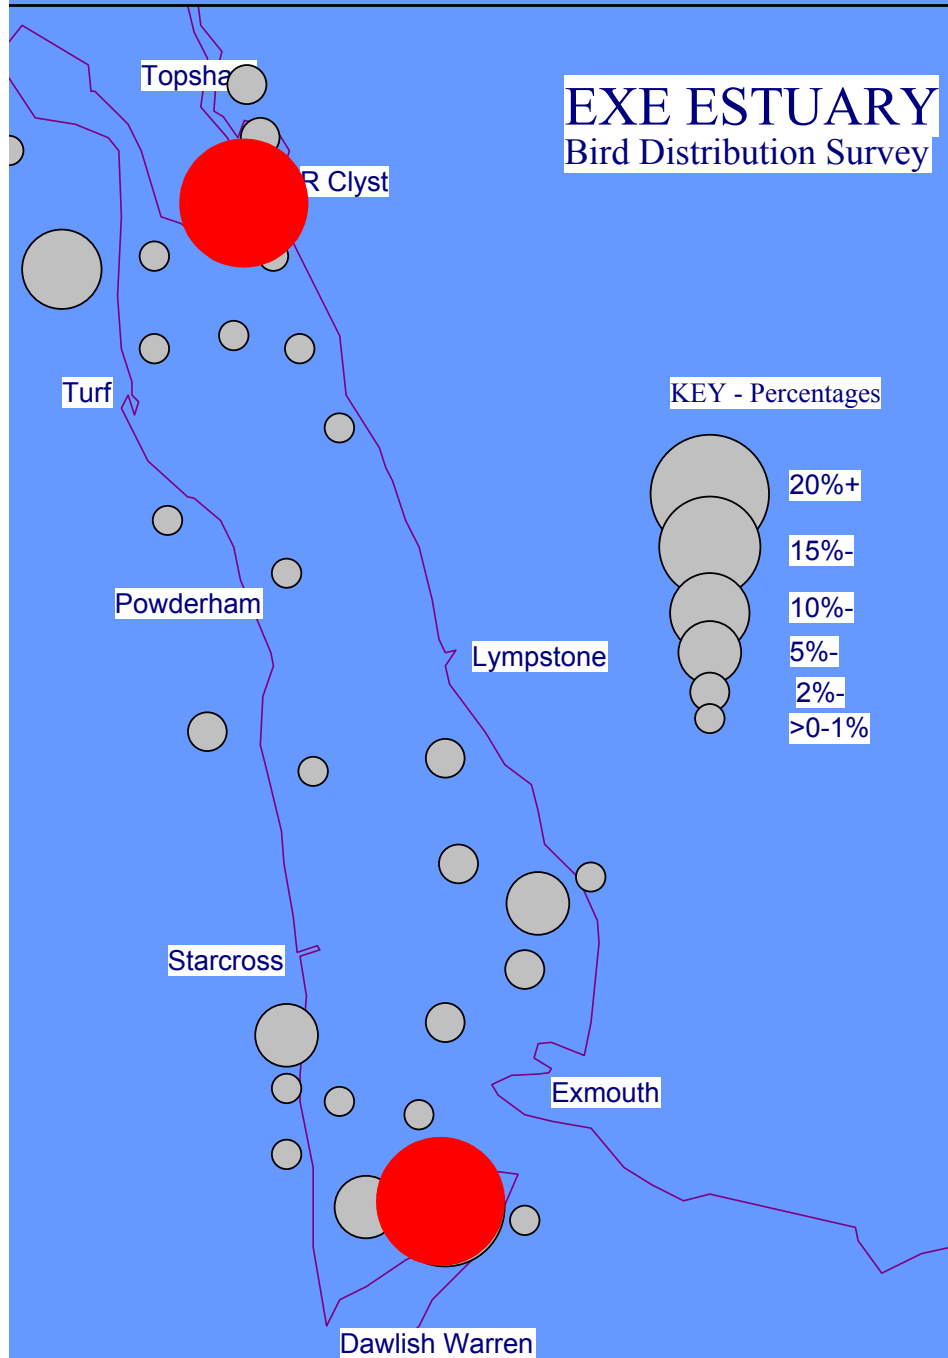 EXE ESTUARY
Bird Distribution Survey
Topsha
R Clyst
Turf
KEY - Percentages
20%+
15%-
10%-
5%-
2%-
>0-1%
Powderham
Lympstone
Starcross
Exmouth
Dawlish Warren